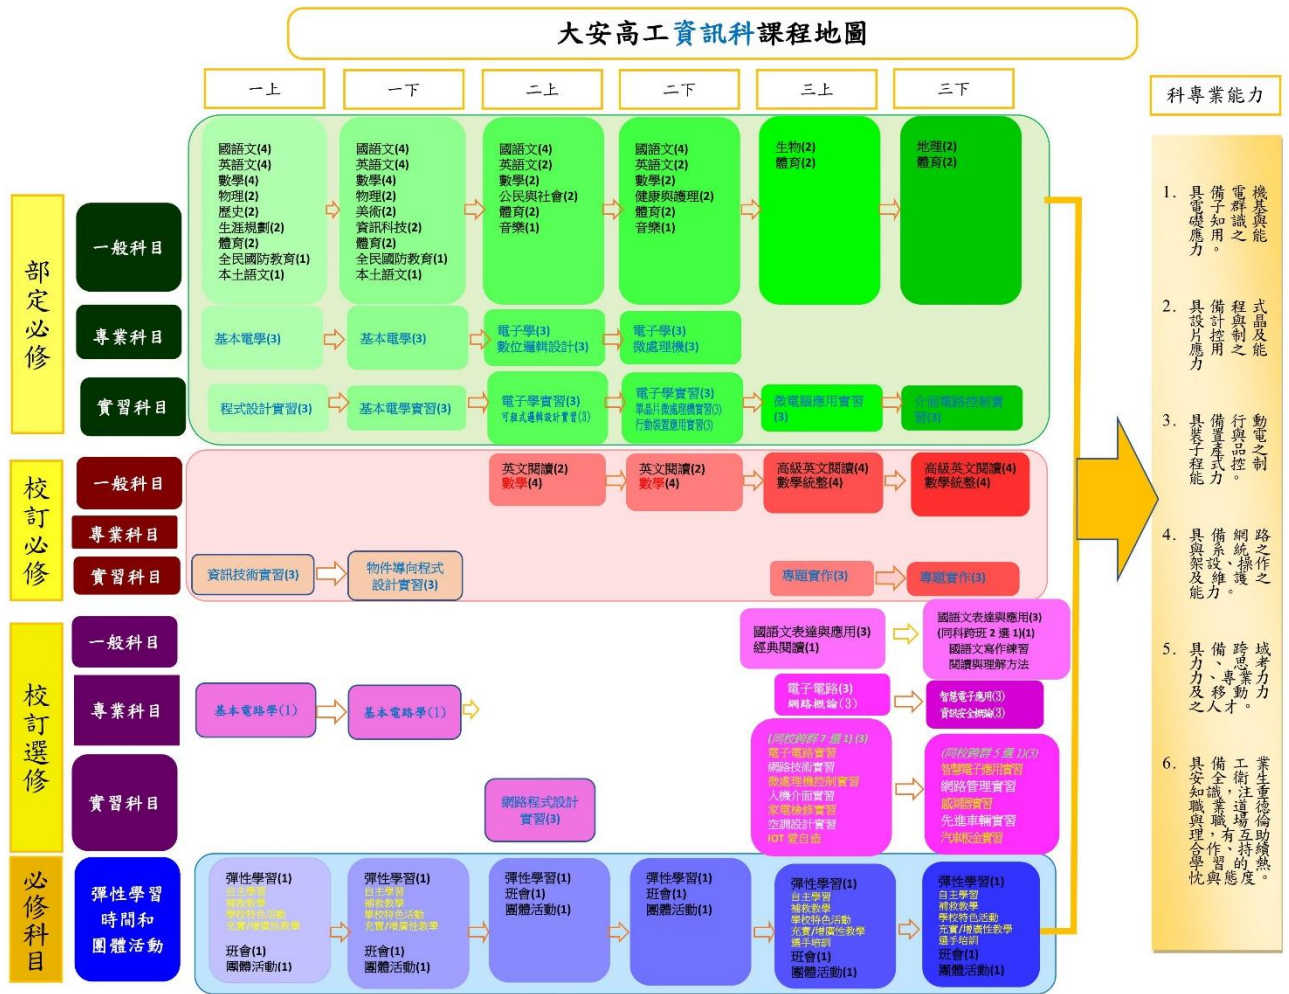 大安高工資訊科課程地圖
一上
一下
二上
二下
三上
三下
科專業能力
部定必修
一般科目
國語文(4)
英語文(4)
數學(4)
物理(2)
歷史(2)
生涯規劃(2)
體育(2)
全民國防教育(1)
本土語文(1)
國語文(4)
英語文(4)
數學(4)
物理(2)
美術(2)
資訊科技(2)
體育(2)
全民國防教育(1)
本土語文(1)
國語文(4)
英語文(2)
數學(2)
公民與社會(2)
體育(2)
音樂(1)
國語文(4)
英語文(2)
數學(2)
健康與護理(2)
體育(2)
音樂(1)
生物(2)
體育(2)
地理(2)
體育(2)
專業科目
基本電學(3)
基本電學(3)
電子學(3)
數位邏輯設計(3)
電子學(3)
微處理機(3)
實習科目
程式設計實習(3)
基本電學實習(3)
電子學實習(3)
可程式邏輯設計實習(3)
電子學實習(3)
單晶片微處理機實習(3)
行動裝置應用實習(3)
微電腦應用實習
(3)
介面電路控制實
習(3)
校訂必修
一般科目
英文閱讀(2)
數學(4)
英文閱讀(2)
數學(4)
高級英文閱讀(4)
數學統整(4)
高級英文閱讀(4)
數學統整(4)
專業科目
實習科目
資訊技術實習(3)
物件導向程式
設計實習(3)
專題實作(3)
專題實作(3)
校訂選修
一般科目
國語文表達與應用(3)
經典閱讀(1)
國語文表達與應用(3)
(同科跨班 2 選 1)(1)
國語文寫作練習
閱讀與理解方法
專業科目
基本電路學(1)
基本電路學(1)
電子電路(3)
網路概論(3)
智慧電子應用(3)
資訊安全概論(3)
實習科目
網路程式設計
實習(3)
(同校跨群 7 選 1) (3)
電子電路實習
網路技術實習
微處理機控制實習
人機介面實習
家電檢修實習
空調設計實習
IOT 愛自造
(同校跨群 5 選 1)(3)
智慧電子應用實習
網路管理實習
感測器實習
先進車輛實習
汽車板金實習
必修科目
彈性學習
時間和
團體活動
彈性學習(1)
自主學習
補救教學
學校特色活動
充實/增廣性教學
班會(1)
團體活動(1)
彈性學習(1)
自主學習
補救教學
學校特色活動
充實/增廣性教學
班會(1)
團體活動(1)
彈性學習(1)
班會(1)
團體活動(1)
彈性學習(1)
班會(1)
團體活動(1)
彈性學習(1)
自主學習
補救教學
學校特色活動
充實/增廣性教學
選手培訓
班會(1)
團體活動(1)
彈性學習(1)
自主學習
補救教學
學校特色活動
充實/增廣性教學
選手培訓
班會(1)
團體活動(1)
1. 具備電機
電子群基
礎知識與
應用之能
力。
2. 具備程式
設計與晶
片控制及
應用之能
力
3. 具備行動
裝置與電
子產品之
程式控制
能力。
4. 具備網路
與系統之
架設、操作
及維護之
能力。
5. 具備跨域
力、思考
力、專業力
及移動力
之人才。
6. 具備工業
安全衛生
知識，注重
職業道德
與職場倫
理，有互助
合作、持續
學習的熱
忱與態度。